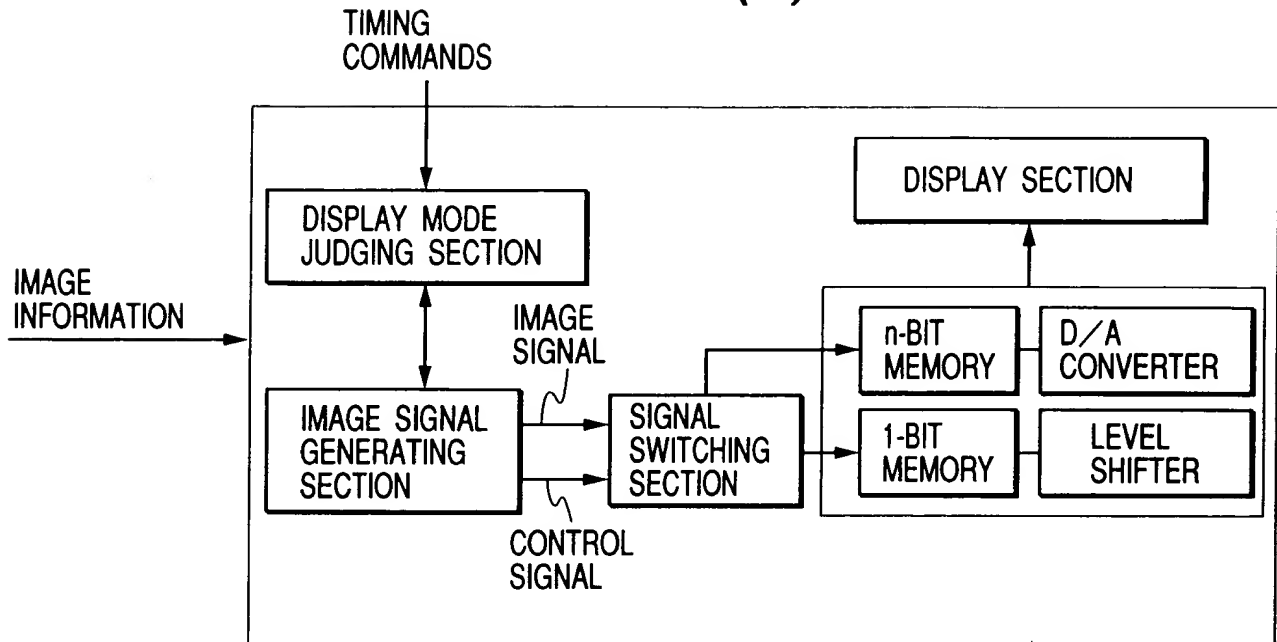 TIMING
COMMANDS
DISPLAY SECTION
DISPLAY MODE
JUDGING SECTION
IMAGE
INFORMATION
IMAGE
SIGNAL
n-BIT
MEMORY
D/A
CONVERTER
IMAGE SIGNAL
GENERATING
SECTION
SIGNAL
SWITCHING
SECTION
1-BIT
MEMORY
LEVEL
SHIFTER
CONTROL
SIGNAL